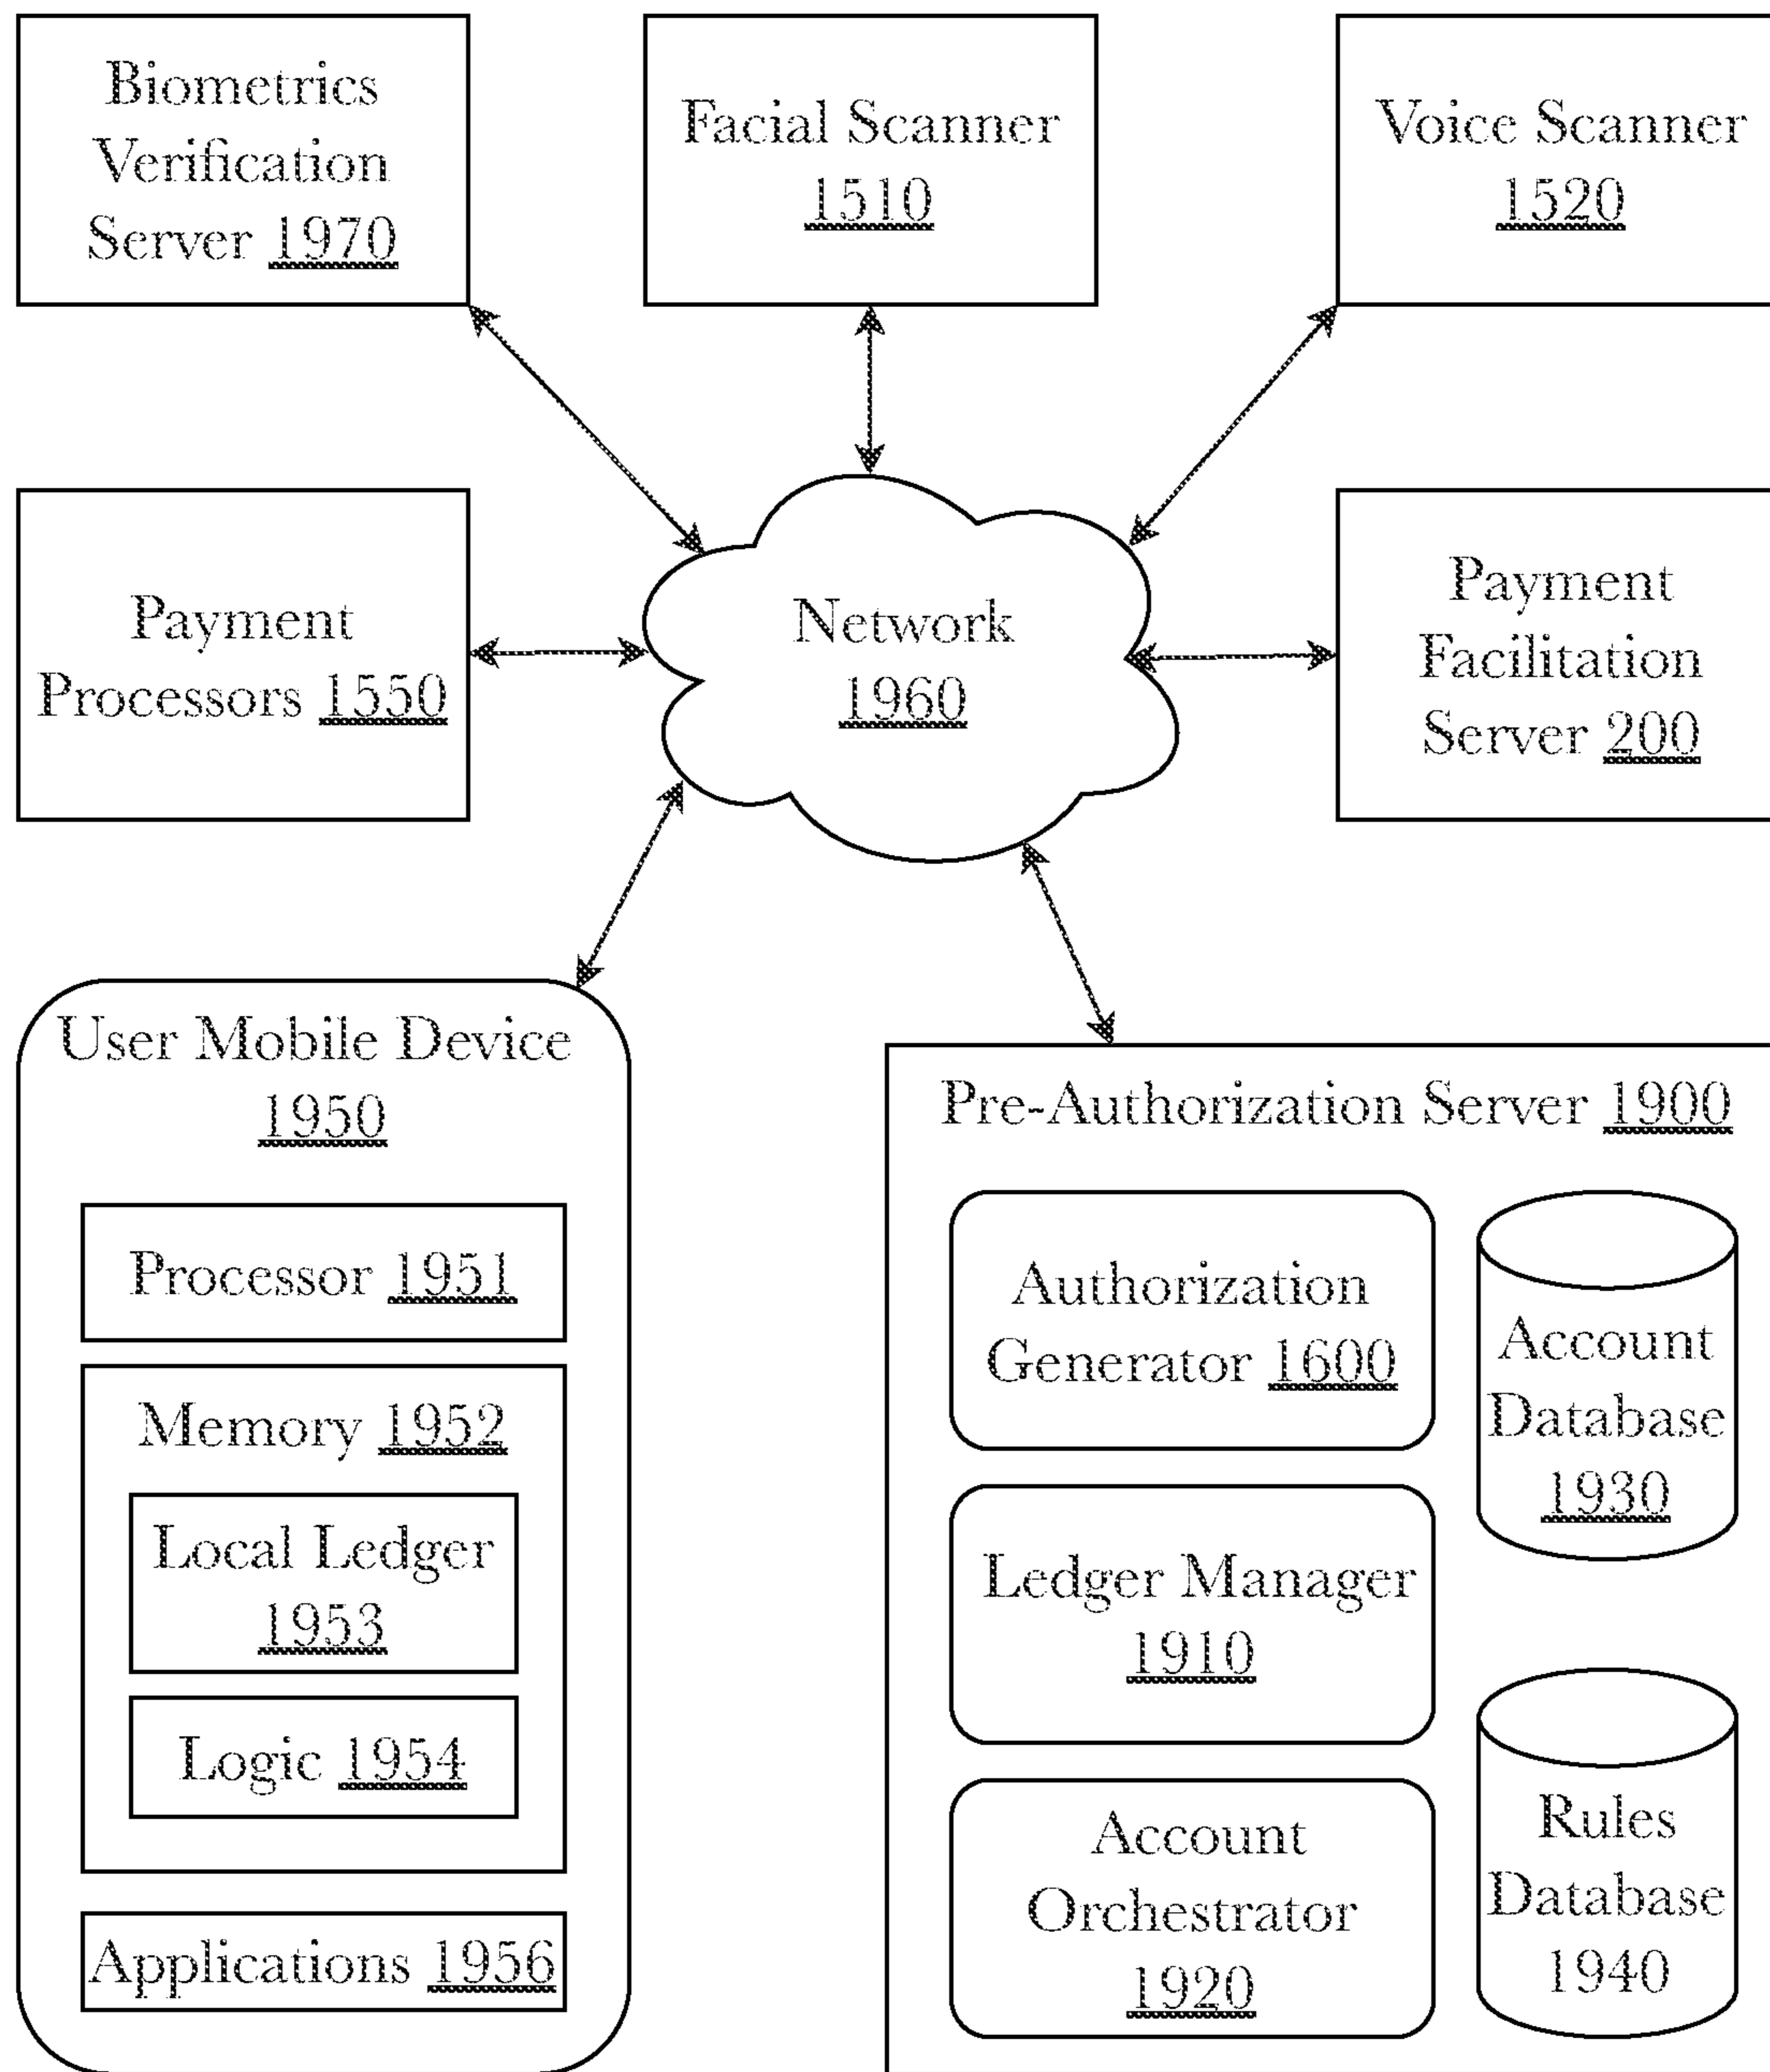 Biometrics
Verification
Server 1970
Facial Scanner
1510
Voice Scanner
1520
Payment
Processors 1550
Network
1960
Payment
Facilitation
Server 200
User Mobile Device
1950
Processor 1951
Memory 1952
Local Ledger
1953
Logic 1954
Applications 1956
Pre-Authorization Server 1900
Authorization
Generator 1600
Ledger Manager
1910
Account
Orchestrator
1920
Account
Database
1930
Rules
Database
1940